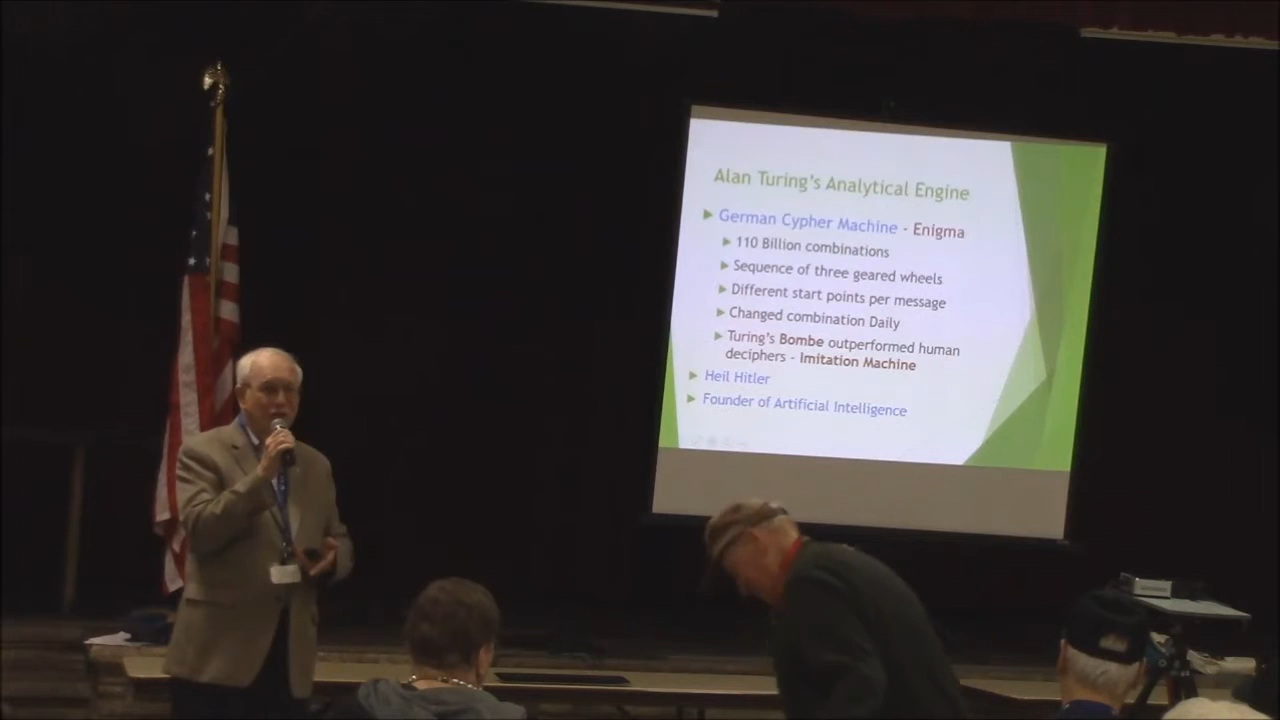 Alan Turing's Analytical Engine
German Cypher Machine - Enigma
110 Billion combinations
Sequence of three geared wheels
Different start points per message
Changed combination Daily
Turing's Bombe outperformed human
deciphers - Imitation Machine
Heil Hitler
Founder of Artificial Intelligence